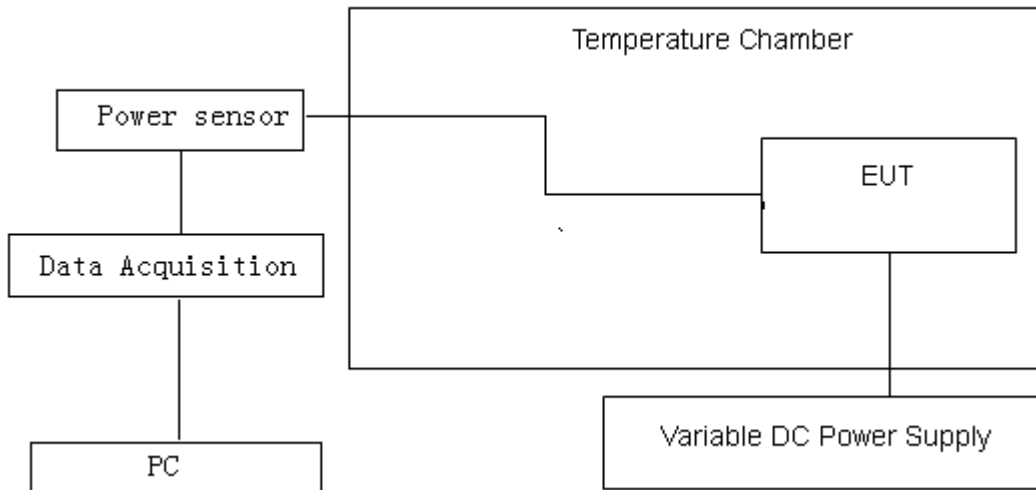 Temperature Chamber
Power sensor
EUT
Data Acquisition
Variable DC Power Supply
PC